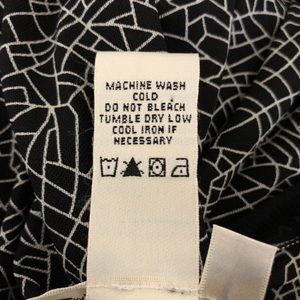 MACHINE WASH
COLD
DO NOT BLEACH
TUMBLE DRY LOW
COOL IRON IF
NECESSARY